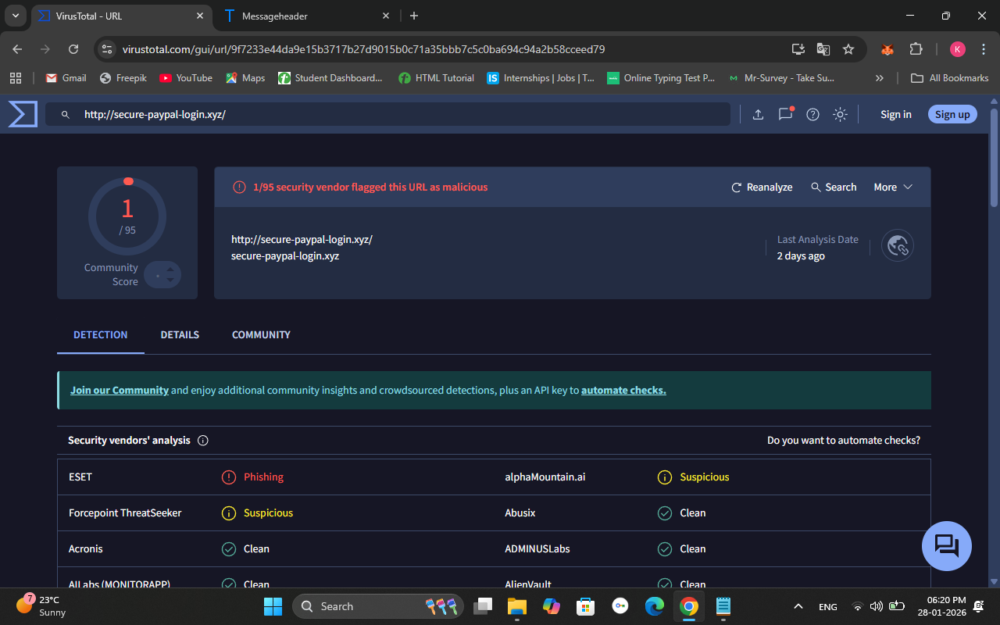 VirusTotal - URL
Messageheader
virustotal.com/gui/url/9f7233e44da9e15b3717b27d9015b0c71a35bbb7c5c0ba694c94a2b58cceed79
K
Gmail Freepik YouTube Maps Student Dashboard... HTML Tutorial IS Internships | Jobs | T... Online Typing Test P... M Mr-Survey - Take Su... » All Bookmarks
http://secure-paypal-login.xyz/
Sign in Sign up
1
/ 95
Community
Score
1/95 security vendor flagged this URL as malicious
Reanalyze Search More
http://secure-paypal-login.xyz/
secure-paypal-login.xyz
Last Analysis Date
2 days ago
DETECTION DETAILS COMMUNITY
Join our Community and enjoy additional community insights and crowdsourced detections, plus an API key to automate checks.
Security vendors' analysis Do you want to automate checks?
ESET Phishing alphaMountain.ai Suspicious
Forcepoint ThreatSeeker Suspicious Abusix Clean
Acronis Clean ADMINUSLabs Clean
AILabs (MONITORAPP) Clean AlienVault Clean
7
23°C
Sunny
Search
ENG
06:20 PM
28-01-2026